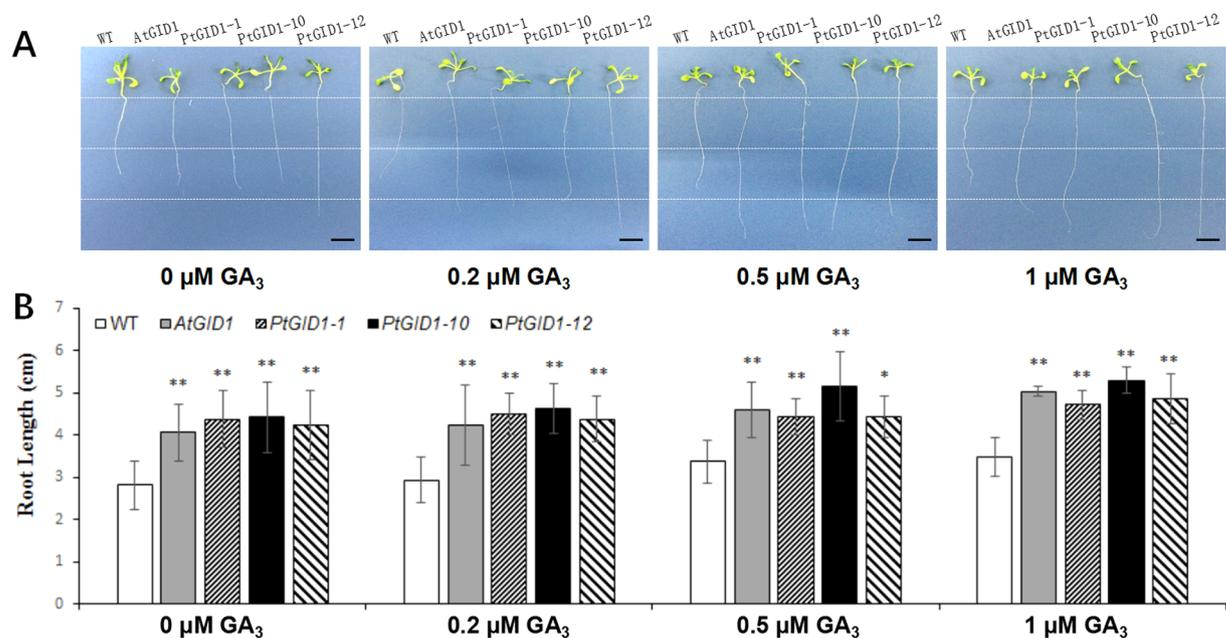 A
WT AtGID1 PtGID1-1 PtGID1-10 PtGID1-12
WT AtGID1 PtGID1-1 PtGID1-10 PtGID1-12
WT AtGID1 PtGID1-1 PtGID1-10 PtGID1-12
WT AtGID1 PtGID1-1 PtGID1-10 PtGID1-12
0 μM GA₃ 0.2 μM GA₃ 0.5 μM GA₃ 1 μM GA₃
B
WT AtGID1 PtGID1-1 PtGID1-10 PtGID1-12
Root Length (cm)
7
6
5
4
3
2
1
0
** ** ** **
** ** ** **
** ** ** *
** ** ** **
0 μM GA₃ 0.2 μM GA₃ 0.5 μM GA₃ 1 μM GA₃